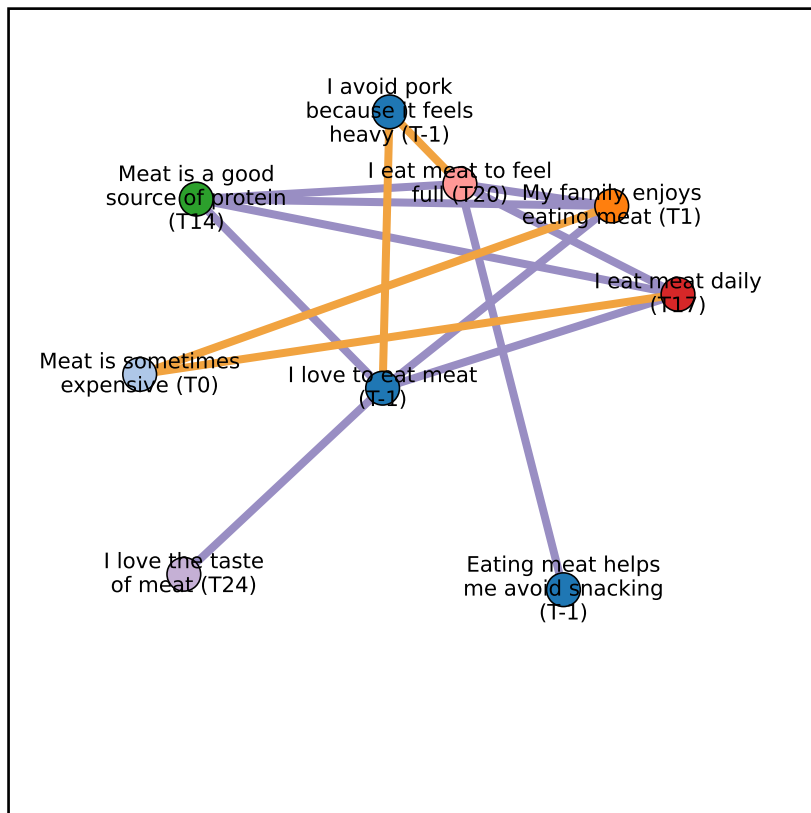 I avoid pork
because it feels
heavy (T-1)
I eat meat to feel
full (T20)
Meat is a good
source of protein
(T14)
My family enjoys
eating meat (T1)
I eat meat daily
(T17)
Meat is sometimes
expensive (T0)
I love to eat meat
(T-1)
I love the taste
of meat (T24)
Eating meat helps
me avoid snacking
(T-1)